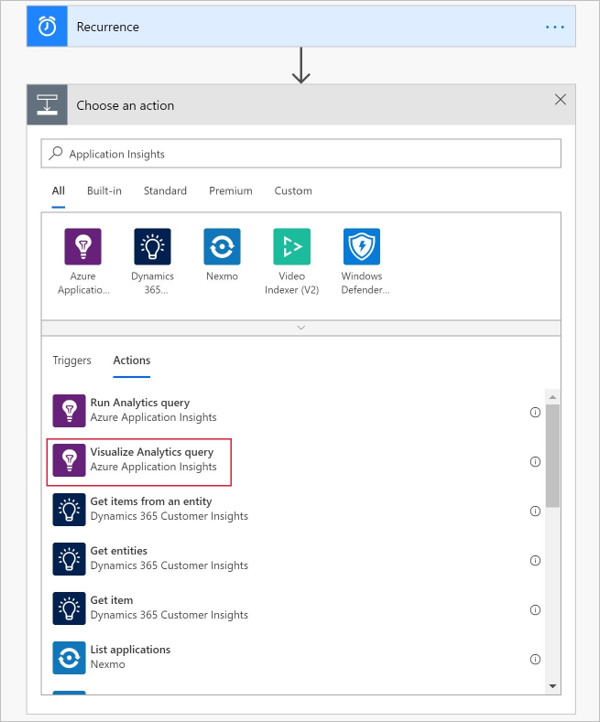 Recurrence
Choose an action
Application Insights
All Built-in Standard Premium Custom
Azure Dynamics Nexmo Video Windows
Applicatio... 365... Indexer (V2) Defender...
Triggers Actions
Run Analytics query
Azure Application Insights
Visualize Analytics query
Azure Application Insights
Get items from an entity
Dynamics 365 Customer Insights
Get entities
Dynamics 365 Customer Insights
Get item
Dynamics 365 Customer Insights
List applications
Nexmo